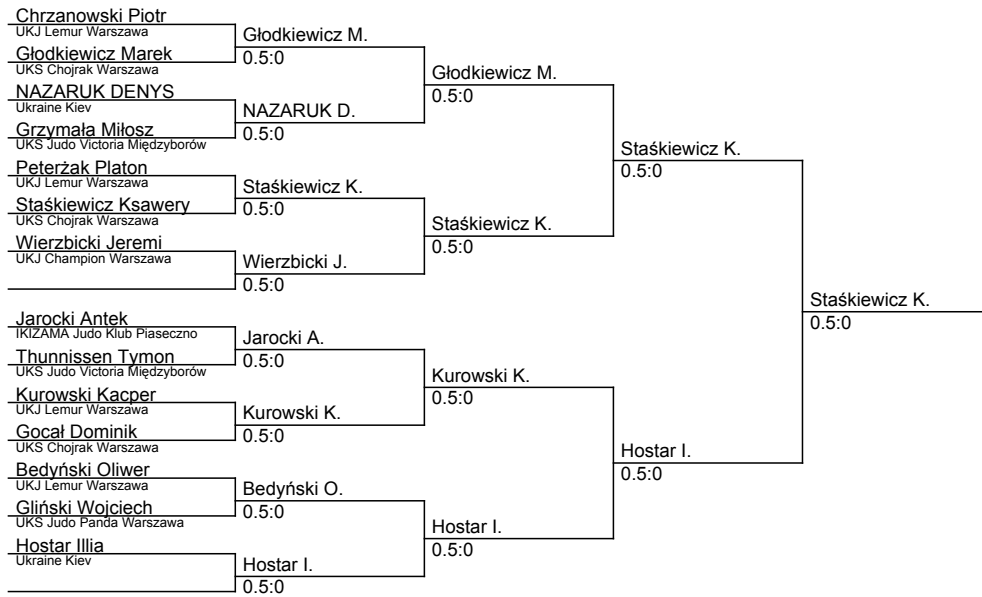 Chrzanowski Piotr
UKJ Lemur Warszawa
Głodkiewicz Marek
UKS Chojrak Warszawa
NAZARUK DENYS
Ukraine Kiev
Grzymała Miłosz
UKS Judo Victoria Międzyborów
Peterżak Platon
UKJ Lemur Warszawa
Staśkiewicz Ksawery
UKS Chojrak Warszawa
Wierzbicki Jeremi
UKJ Champion Warszawa
Jarocki Antek
IKIZAMA Judo Klub Piaseczno
Thunnissen Tymon
UKS Judo Victoria Międzyborów
Kurowski Kacper
UKJ Lemur Warszawa
Gocał Dominik
UKS Chojrak Warszawa
Bedyński Oliwer
UKJ Lemur Warszawa
Gliński Wojciech
UKS Judo Panda Warszawa
Hostar Illia
Ukraine Kiev
Głodkiewicz M.
0.5:0
NAZARUK D.
0.5:0
Staśkiewicz K.
0.5:0
Wierzbicki J.
0.5:0
Jarocki A.
0.5:0
Kurowski K.
0.5:0
Bedyński O.
0.5:0
Hostar I.
0.5:0
Głodkiewicz M.
0.5:0
Staśkiewicz K.
0.5:0
Kurowski K.
0.5:0
Hostar I.
0.5:0
Staśkiewicz K.
0.5:0
Hostar I.
0.5:0
Staśkiewicz K.
0.5:0